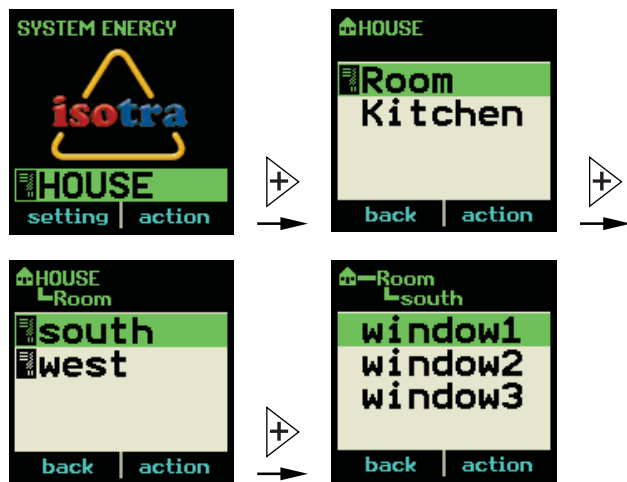 SYSTEM ENERGY
isotra
HOUSE
setting action
+
HOUSE
Room
Kitchen
back action
+
HOUSE
Room
south
west
back action
+
Room
south
window1
window2
window3
back action